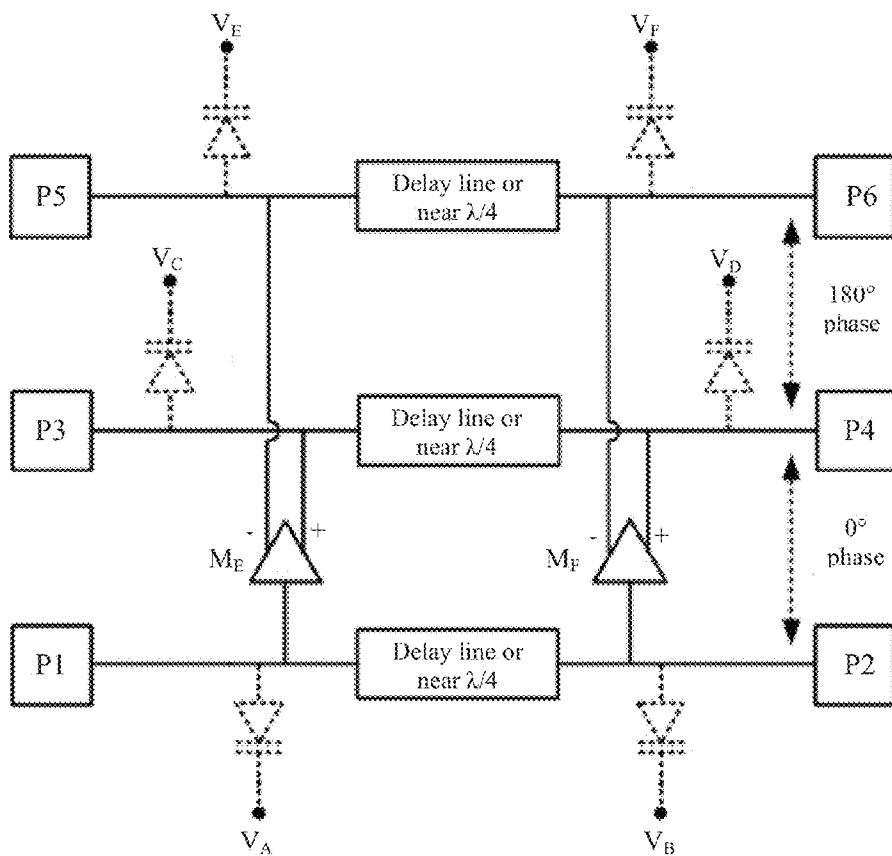 V_E
V_F
P5
Delay line or
near λ/4
P6
V_C
V_D
180°
phase
P3
Delay line or
near λ/4
P4
- +
M_E
- +
M_F
0°
phase
P1
Delay line or
near λ/4
P2
V_A
V_B